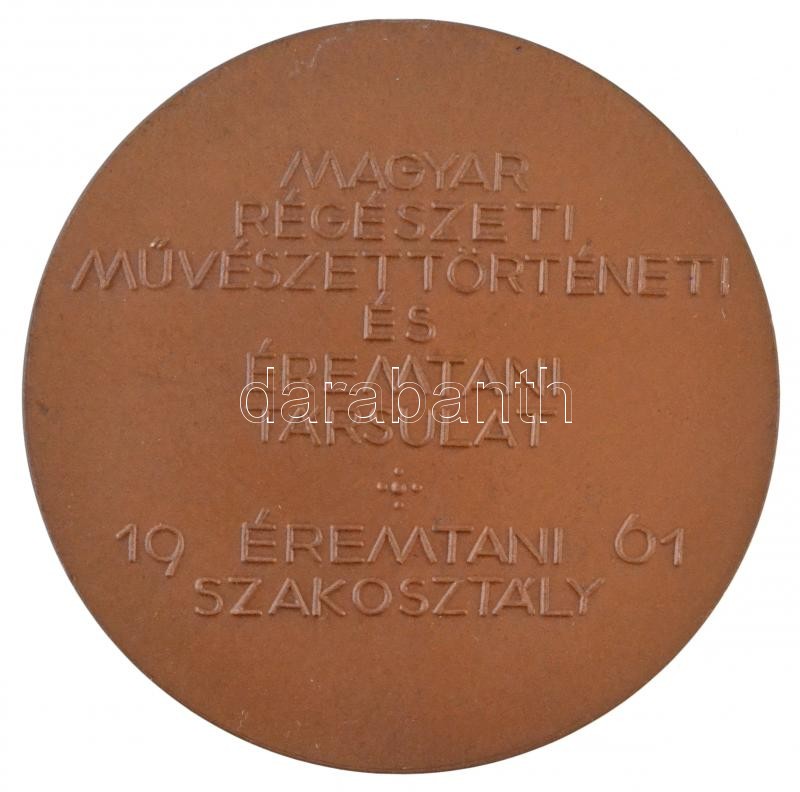 MAGYAR
RÉGÉSZETI
MŰVÉSZETTÖRTÉNETI
ÉS
ÉREMTANI
darabanth
TÁRSULAT
19 ÉREMTANI 61
SZAKOSZTÁLY